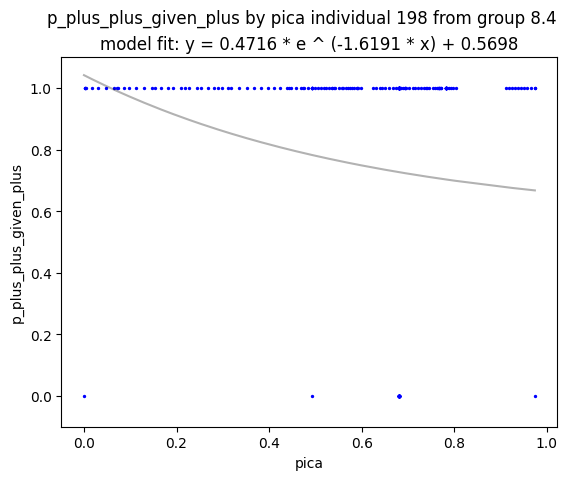 p_plus_plus_given_plus by pica individual 198 from group 8.4
model fit: y = 0.4716 * e ^ (-1.6191 * x) + 0.5698
p_plus_plus_given_plus
1.0
0.8
0.6
0.4
0.2
0.0
0.0 0.2 0.4 0.6 0.8 1.0
pica